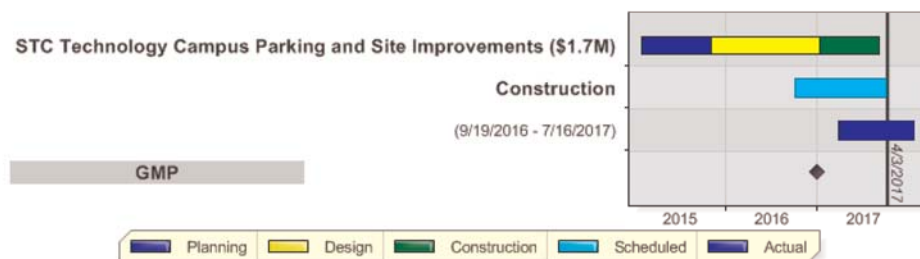 STC Technology Campus Parking and Site Improvements ($1.7M)
Construction
(9/19/2016 - 7/16/2017)
GMP
4/3/2017
2015 2016 2017
Planning Design Construction Scheduled Actual